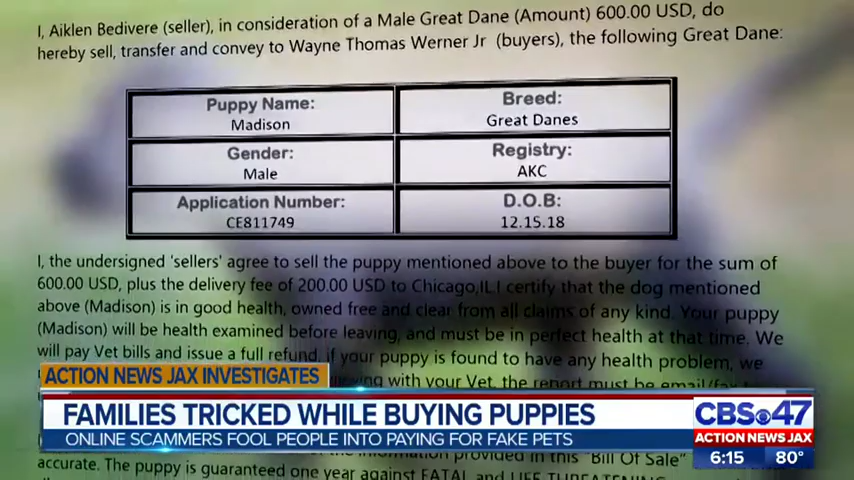 I, Aiklen Bedivere (seller), in consideration of a Male Great Dane (Amount) 600.00 USD, do
hereby sell, transfer and convey to Wayne Thomas Werner Jr (buyers), the following Great Dane:
Puppy Name:
Madison
Breed:
Great Danes
Gender:
Male
Registry:
AKC
Application Number:
CE811749
D.O.B:
12.15.18
I, the undersigned 'sellers' agree to sell the puppy mentioned above to the buyer for the sum of
600.00 USD, plus the delivery fee of 200.00 USD to Chicago,IL.I certify that the dog mentioned
above (Madison) is in good health, owned free and clear from all claims of any kind. Your puppy
(Madison) will be health examined before leaving, and must be in perfect health at that time. We
will pay Vet bills and issue a full refund, if your puppy is found to have any health problem, we
with your Vet, the report must be
ACTION NEWS JAX INVESTIGATES
FAMILIES TRICKED WHILE BUYING PUPPIES
ONLINE SCAMMERS FOOL PEOPLE INTO PAYING FOR FAKE PETS
CBS 47
ACTION NEWS JAX
6:15 80°
provided in this "Bill Of Sale"
accurate. The puppy is guaranteed one year against FATAL and LIFE THREATENING